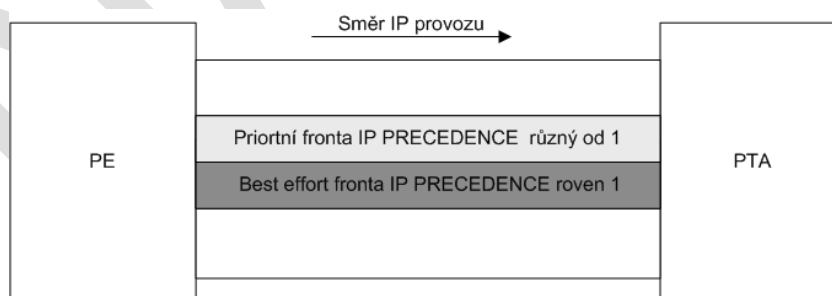 Směr IP provozu
PE
Priortní fronta IP PRECEDENCE různý od 1
Best effort fronta IP PRECEDENCE roven 1
PTA